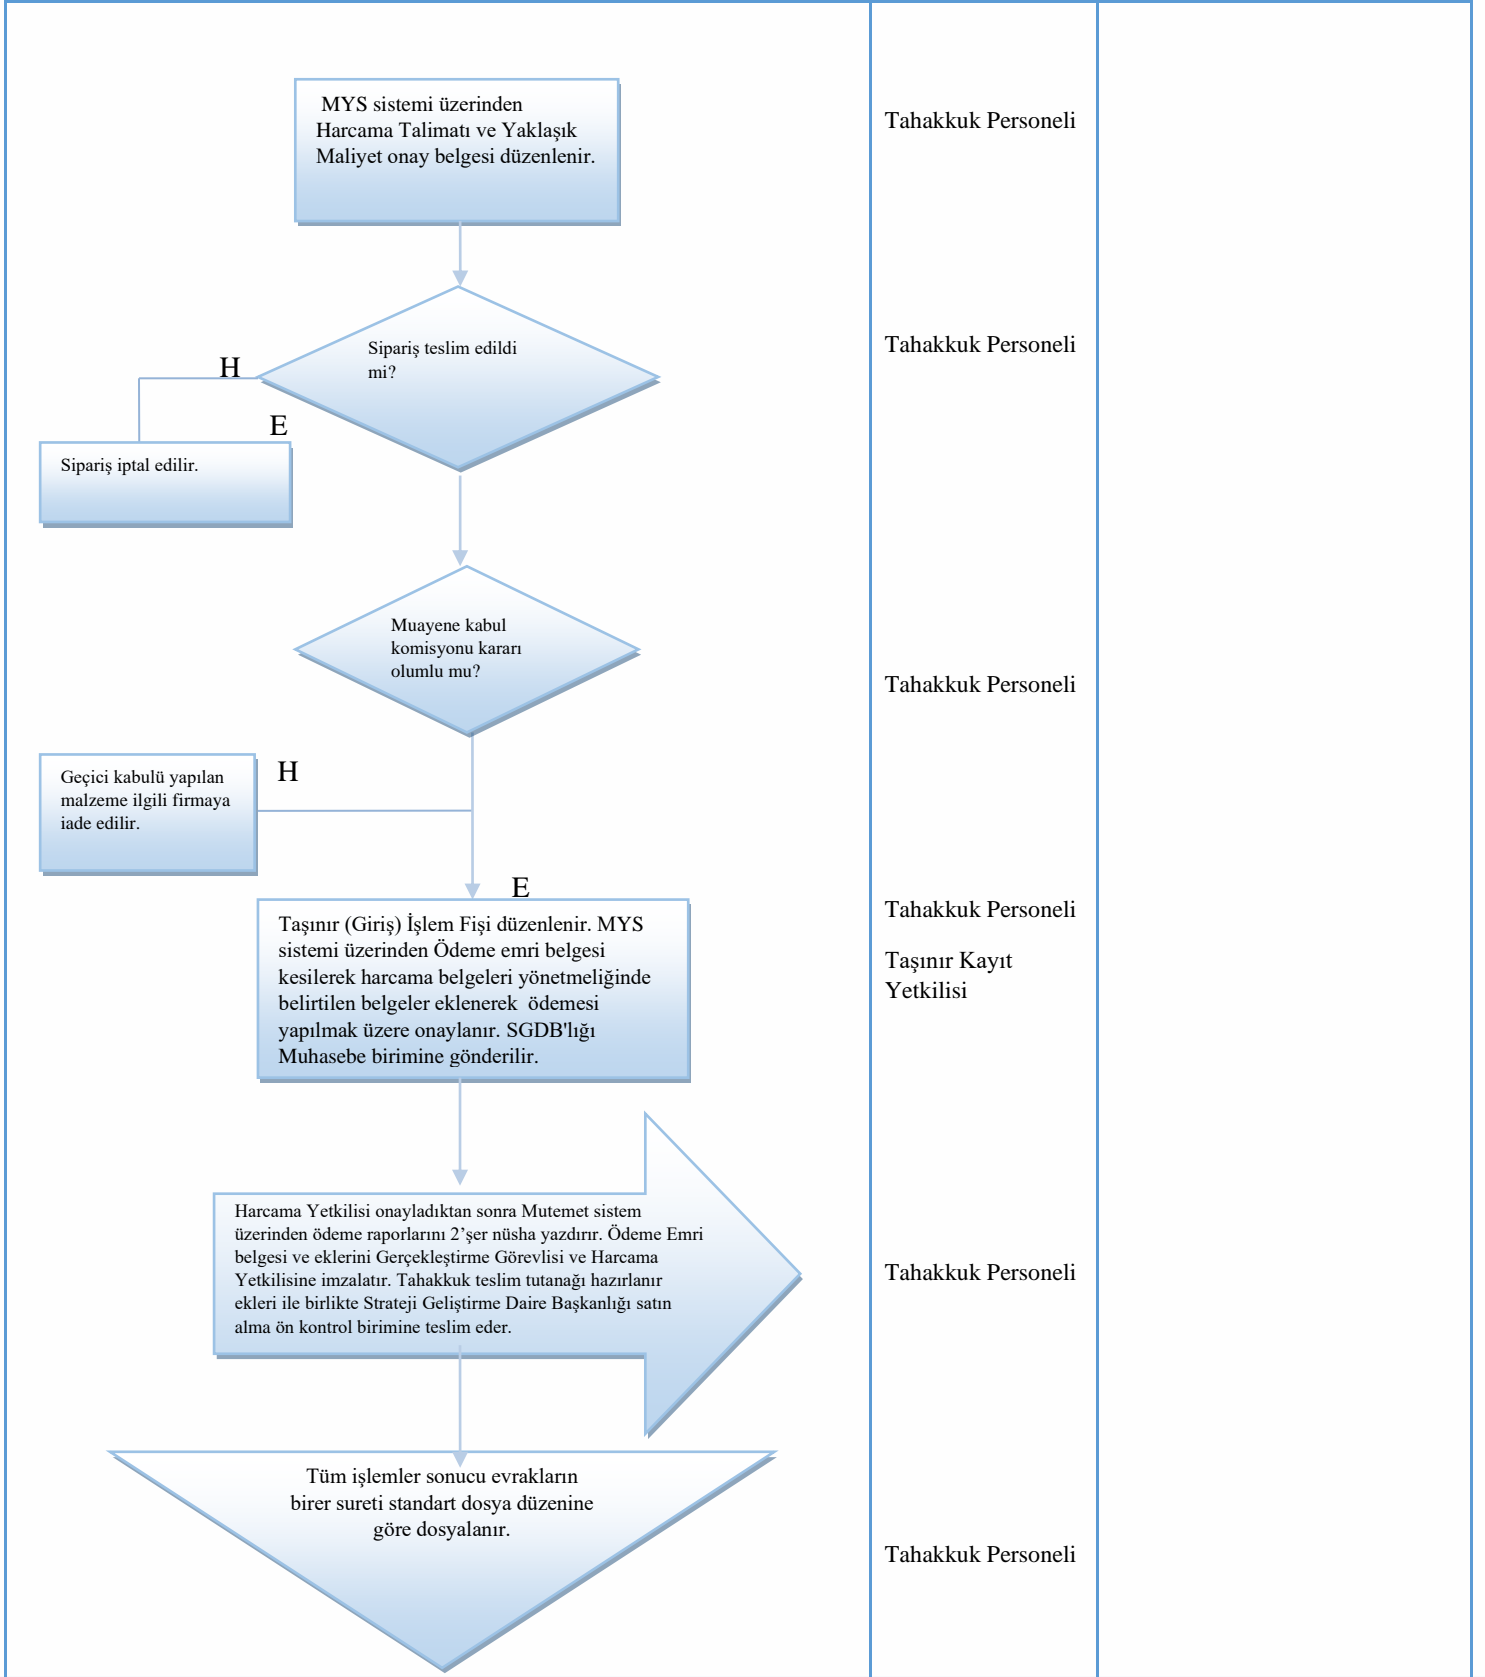 MYS sistemi üzerinden
Harcama Talimatı ve Yaklaşık
Maliyet onay belgesi düzenlenir.
Tahakkuk Personeli
Sipariş teslim edildi
mi?
Tahakkuk Personeli
H
E
Sipariş iptal edilir.
Muayene kabul
komisyonu kararı
olumlu mu?
Tahakkuk Personeli
H
Geçici kabulü yapılan
malzeme ilgili firmaya
iade edilir.
E
Taşınır (Giriş) İşlem Fişi düzenlenir. MYS
sistemi üzerinden Ödeme emri belgesi
kesilerek harcama belgeleri yönetmeliğinde
belirtilen belgeler eklenerek  ödemesi
yapılmak üzere onaylanır. SGDB'lığı
Muhasebe birimine gönderilir.
Tahakkuk Personeli
Taşınır Kayıt
Yetkilisi
Harcama Yetkilisi onayladıktan sonra Mutemet sistem
üzerinden ödeme raporlarını 2’şer nüsha yazdırır. Ödeme Emri
belgesi ve eklerini Gerçekleştirme Görevlisi ve Harcama
Yetkilisine imzalatır. Tahakkuk teslim tutanağı hazırlanır
ekleri ile birlikte Strateji Geliştirme Daire Başkanlığı satın
alma ön kontrol birimine teslim eder.
Tahakkuk Personeli
Tüm işlemler sonucu evrakların
birer sureti standart dosya düzenine
göre dosyalanır.
Tahakkuk Personeli